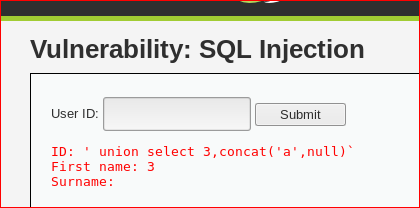 Vulnerability: SQL Injection
User ID: Submit
ID: ' union select 3,concat('a',null)`
First name: 3
Surname: